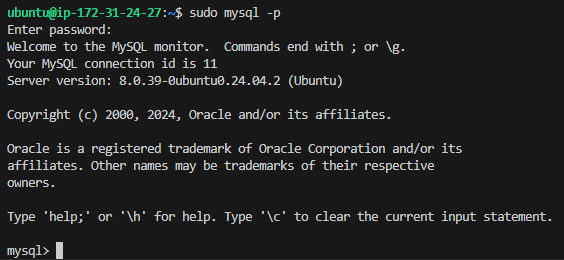 ubuntu@ip-172-31-24-27:~$ sudo mysql -p
Enter password:
Welcome to the MySQL monitor.  Commands end with ; or \g.
Your MySQL connection id is 11
Server version: 8.0.39-0ubuntu0.24.04.2 (Ubuntu)
Copyright (c) 2000, 2024, Oracle and/or its affiliates.
Oracle is a registered trademark of Oracle Corporation and/or its
affiliates. Other names may be trademarks of their respective
owners.
Type 'help;' or '\h' for help. Type '\c' to clear the current input statement.
mysql>